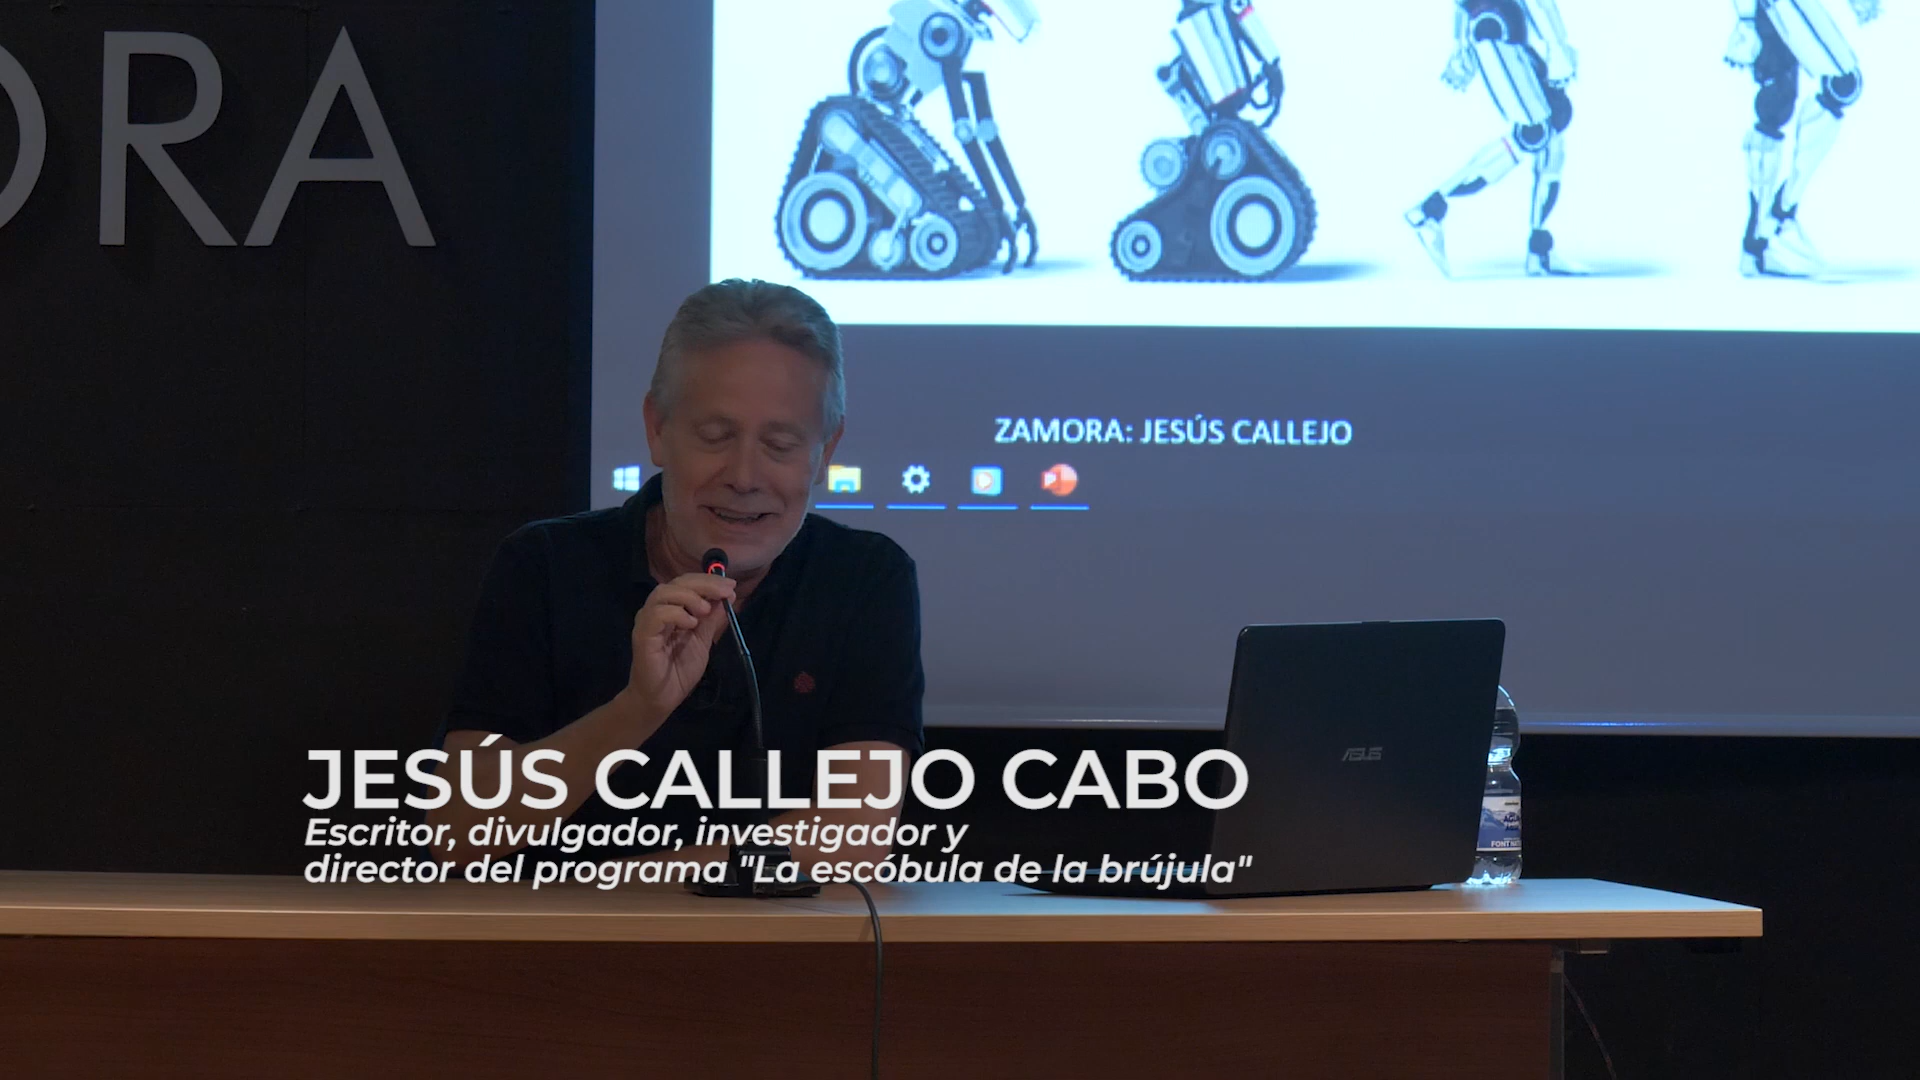 ORA
ZAMORA: JESÚS CALLEJO
ASUS
FONT
JESÚS CALLEJO CABO
Escritor, divulgador, investigador y
director del programa "La escóbula de la brújula"